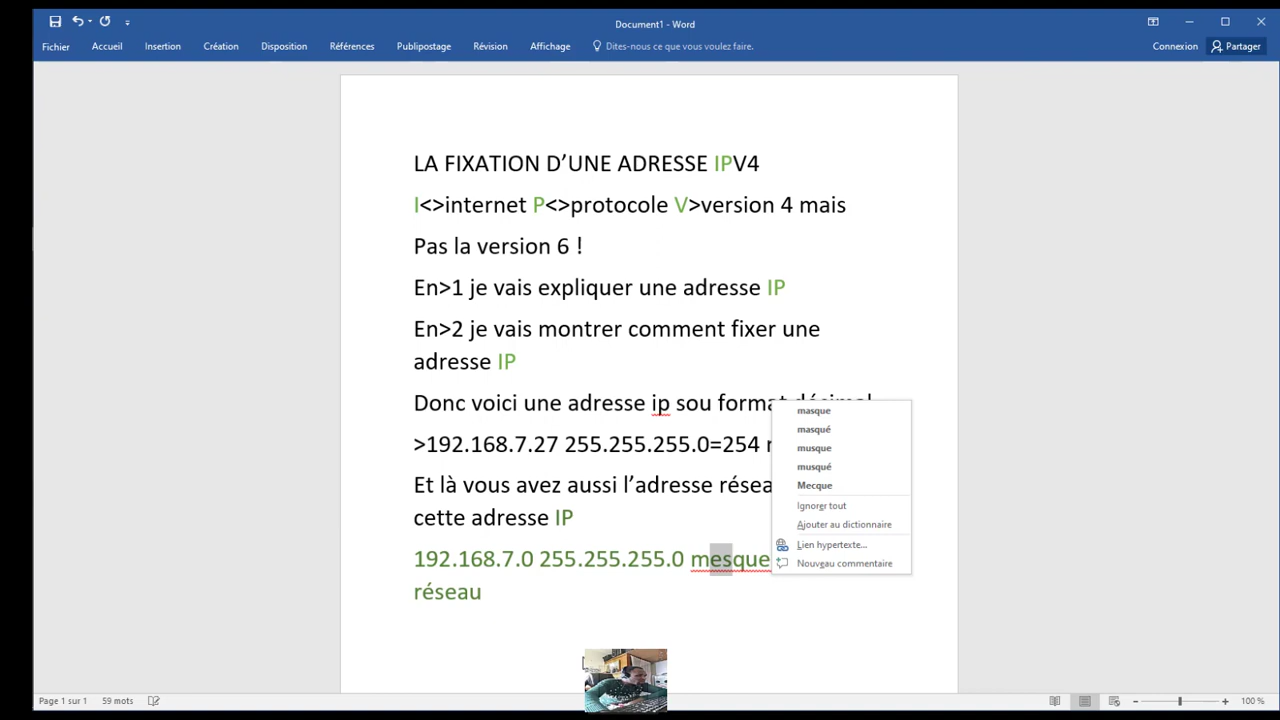 Document1 - Word
Fichier Accueil Insertion Création Disposition Références Publipostage Révision Affichage Dites-nous ce que vous voulez faire. Connexion Partager
LA FIXATION D’UNE ADRESSE IPV4
I<>internet P<>protocole V>version 4 mais
Pas la version 6 !
En>1 je vais expliquer une adresse IP
En>2 je vais montrer comment fixer une
adresse IP
Donc voici une adresse ip sou format décimal
>192.168.7.27 255.255.255.0=254
Et là vous avez aussi l’adresse résea
cette adresse IP
192.168.7.0 255.255.255.0 mesque
réseau
masque
masqué
musque
musqué
Mecque
Ignorer tout
Ajouter au dictionnaire
Lien hypertexte...
Nouveau commentaire
Page 1 sur 1 59 mots 100 %